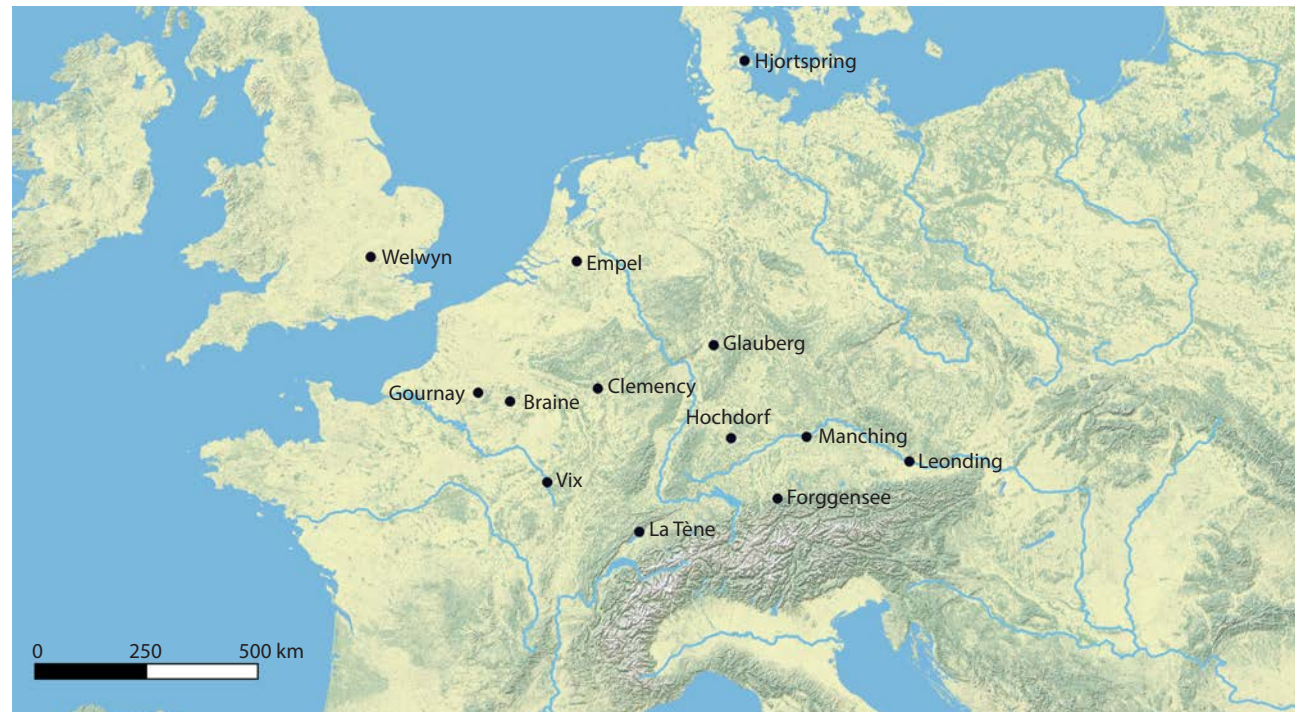 Hjortspring
Welwyn
Empel
Glauberg
Clemency
Gournay
Braine
Hochdorf
Manching
Leonding
Vix
Forggensee
La Tène
0 250 500 km